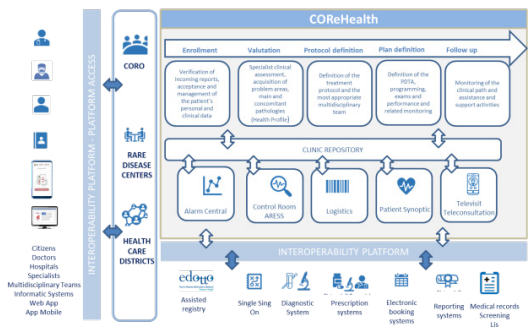 COReHealth
Enrollment
Valutation
Protocol definition
Plan definition
Follow up
Verification of
incoming reports,
acceptance and
management of
the patient's
personal and
clinical data
Specialist clinical
assessment,
acquisition of
problem areas,
main and
concomitant
pathologies
(Health Profile)
Definition of the
treatment
protocol and the
most appropriate
multidisciplinary
team
Definition of the
PDTA,
programming,
exams and
performance and
related monitoring
Monitoring of the
clinical path and
assistance and
support activities
CLINIC REPOSITORY
Alarm Central
Control Room
ARESS
Logistics
Patient Synoptic
Televisit
Teleconsultation
INTEROPERABILITY PLATFORM
Assisted
registry
Single Sing
On
Diagnostic
System
Prescription
systems
Electronic
booking
systems
Reporting
systems
Medical records
Screening
Lis
CORO
RARE
DISEASE
CENTERS
HEALTH
CARE
DISTRICTS
INTEROPERABILITY PLATFORM - PLATFORM ACCESS
Citizens
Doctors
Hospitals
Specialists
Multidisciplinary Teams
Informatic Systems
Web App
App Mobile